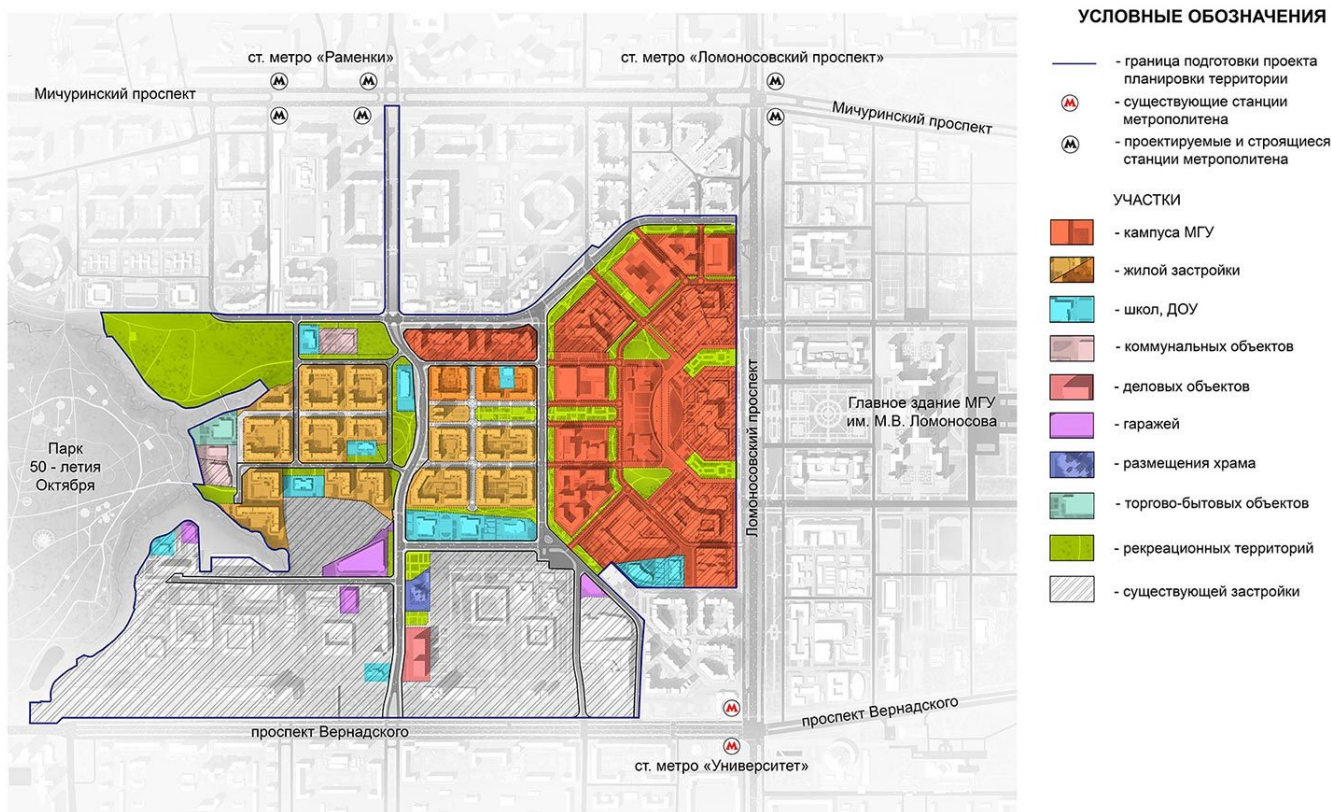 УСЛОВНЫЕ ОБОЗНАЧЕНИЯ
ст. метро «Раменки»
ст. метро «Ломоносовский проспект»
Мичуринский проспект
Мичуринский проспект
Ломоносовский проспект
Главное здание МГУ
им. М.В. Ломоносова
Парк
50 - летия
Октября
проспект Вернадского
проспект Вернадского
ст. метро «Университет»
- граница подготовки проекта
планировки территории
- существующие станции
метрополитена
- проектируемые и строящиеся
станции метрополитена
УЧАСТКИ
- кампуса МГУ
- жилой застройки
- школ, ДОУ
- коммунальных объектов
- деловых объектов
- гаражей
- размещения храма
- торгово-бытовых объектов
- рекреационных территорий
- существующей застройки